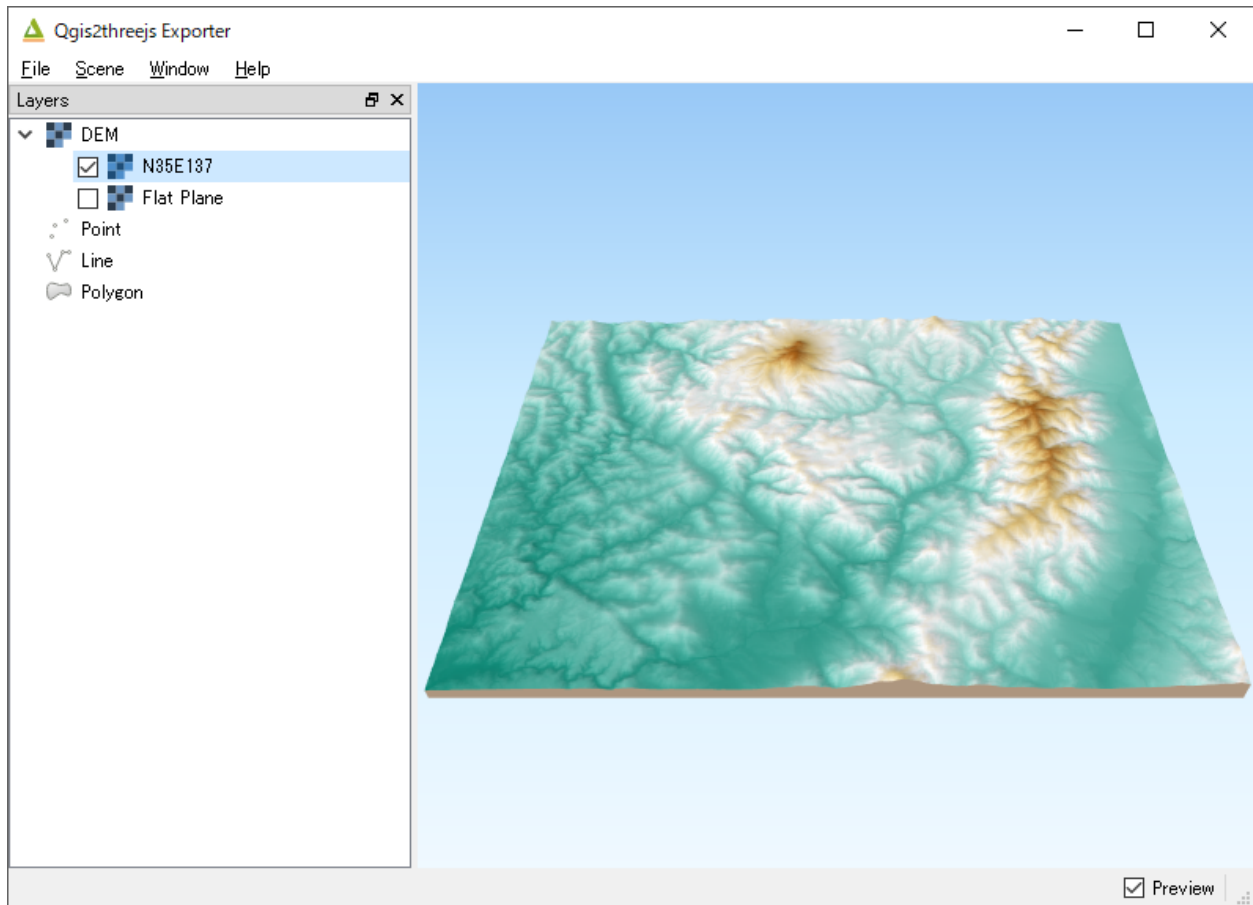 Qgis2threejs Exporter
File Scene Window Help
Layers
DEM
N35E137
Flat Plane
Point
Line
Polygon
Preview